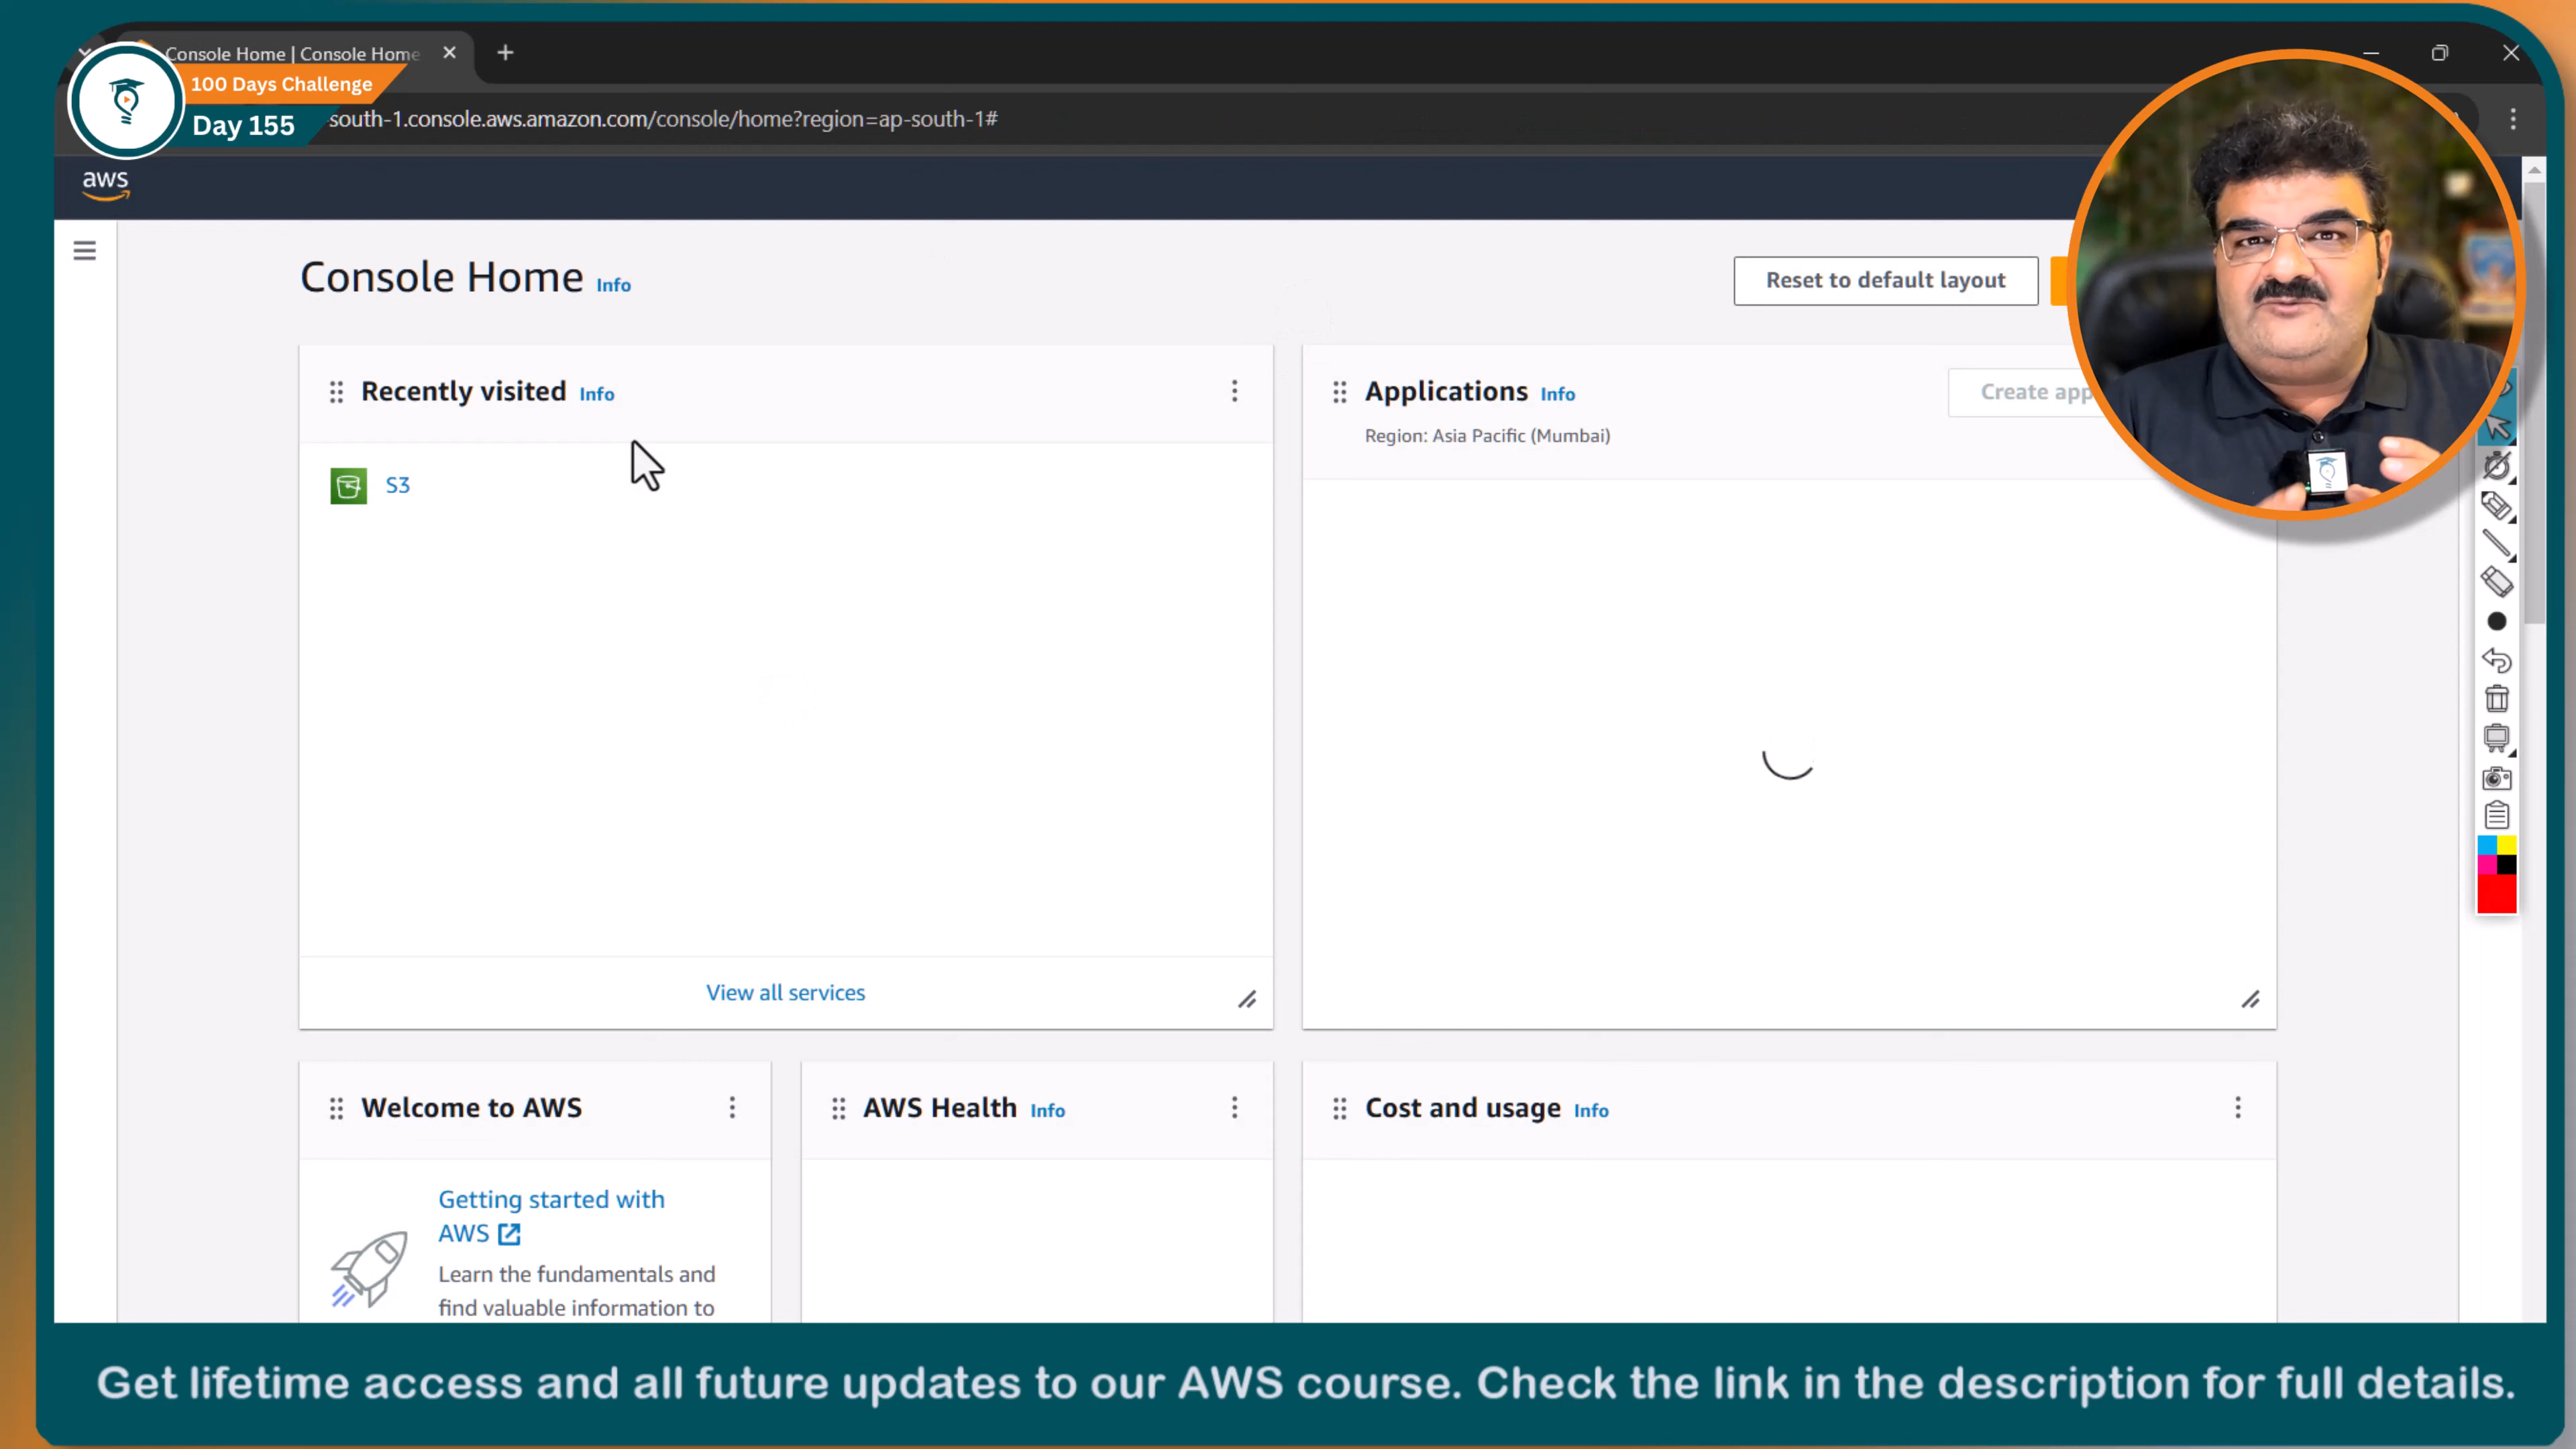 Console Home | Console Home
100 Days Challenge
Day 155
-south-1.console.aws.amazon.com/console/home?region=ap-south-1#
aws
Console Home Info
Reset to default layout
Recently visited Info
S3
View all services
Applications Info
Create app
Region: Asia Pacific (Mumbai)
Welcome to AWS
Getting started with
AWS
Learn the fundamentals and
find valuable information to
AWS Health Info
Cost and usage Info
Get lifetime access and all future updates to our AWS course. Check the link in the description for full details.